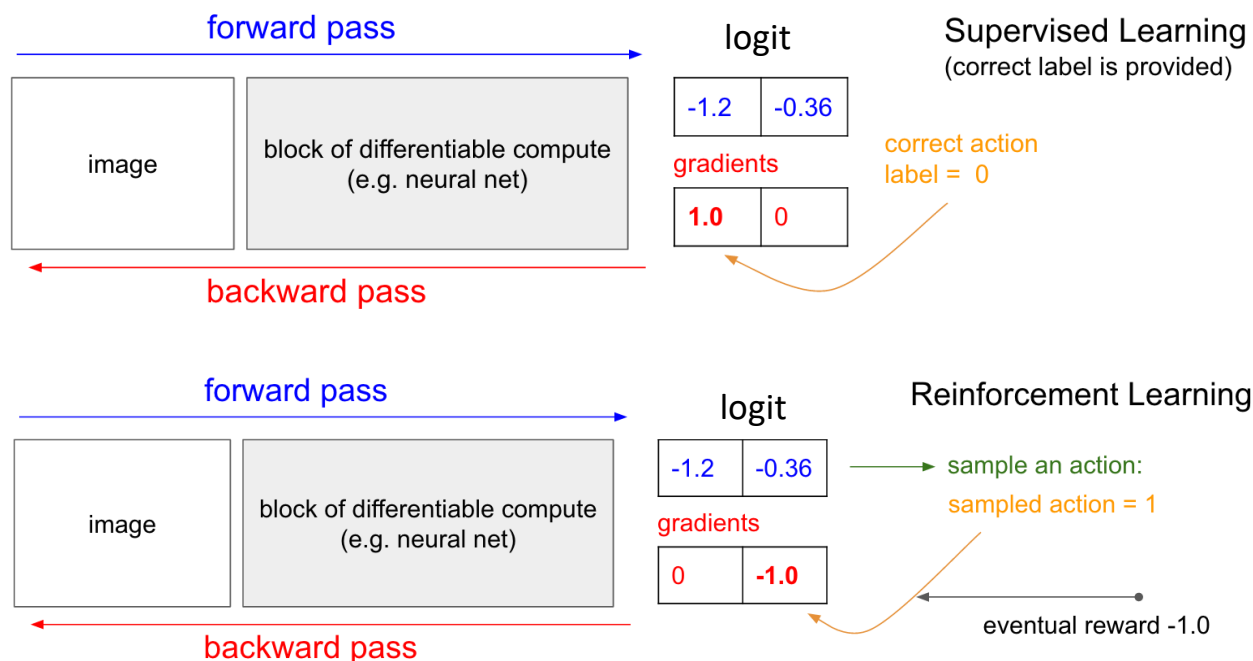 forward pass
logit
Supervised Learning
(correct label is provided)
image
block of differentiable compute
(e.g. neural net)
-1.2 -0.36
gradients
1.0 0
correct action
label = 0
backward pass
forward pass
logit
Reinforcement Learning
image
block of differentiable compute
(e.g. neural net)
-1.2 -0.36
sample an action:
sampled action = 1
gradients
0 -1.0
eventual reward -1.0
backward pass